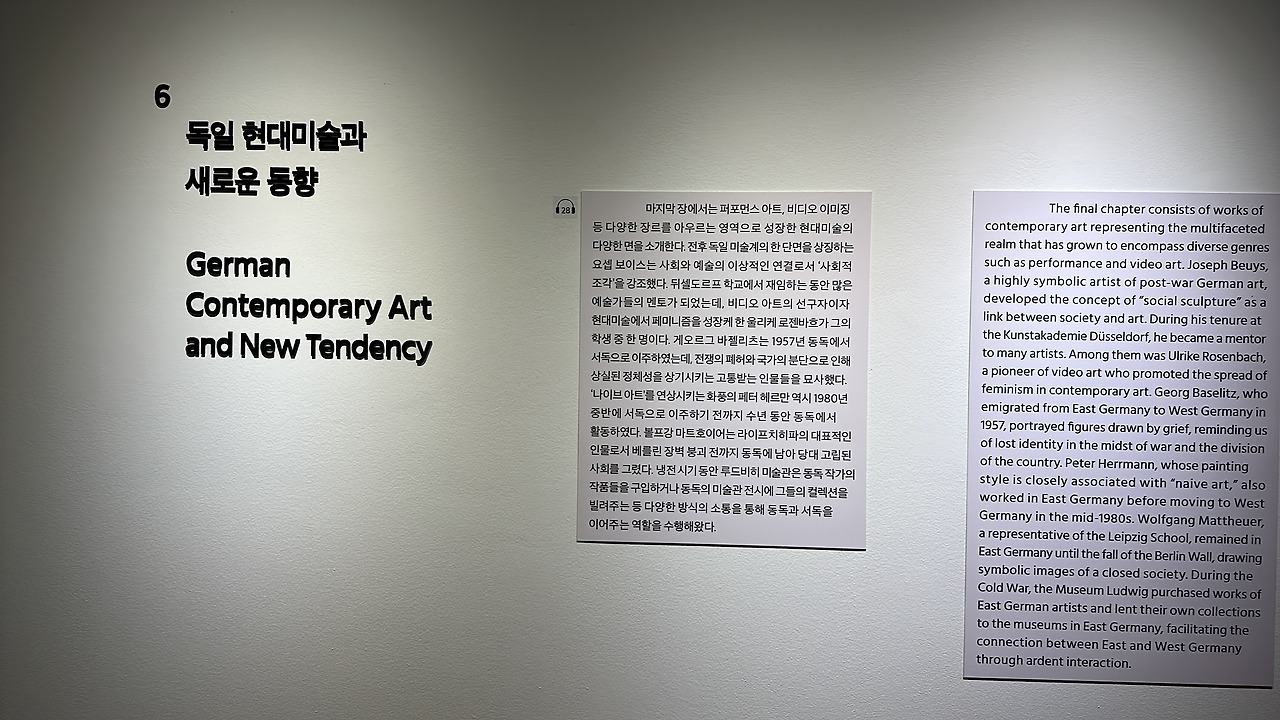 6
독일 현대미술과
새로운 동향
German
Contemporary Art
and New Tendency
28
마지막 장에서는 퍼포먼스 아트, 비디오 이미징
등 다양한 장르를 아우르는 영역으로 성장한 현대미술의
다양한 면을 소개한다. 전후 독일 미술계의 한 단면을 상징하는
요셉 보이스는 사회와 예술의 이상적인 연결로서 ‘사회적
조각’을 강조했다. 뒤셀도르프 학교에서 재임하는 동안 많은
예술가들의 멘토가 되었는데, 비디오 아트의 선구자이자
현대미술에서 페미니즘을 성장케 한 울리케 로젠바흐가 그의
학생 중 한 명이다. 게오르그 바젤리츠는 1957년 동독에서
서독으로 이주하였는데, 전쟁의 폐허와 국가의 분단으로 인해
상실된 정체성을 상기시키는 고통받는 인물들을 묘사했다.
‘나이브 아트’를 연상시키는 화풍의 페터 헤르만 역시 1980년
중반에 서독으로 이주하기 전까지 수년 동안 동독에서
활동하였다. 볼프강 마트호이어는 라이프치히파의 대표적인
인물로서 베를린 장벽 붕괴 전까지 동독에 남아 당대 고립된
사회를 그렸다. 냉전 시기 동안 루드비히 미술관은 동독 작가의
작품들을 구입하거나 동독의 미술관 전시에 그들의 컬렉션을
빌려주는 등 다양한 방식의 소통을 통해 동독과 서독을
이어주는 역할을 수행해왔다.
The final chapter consists of works of
contemporary art representing the multifaceted
realm that has grown to encompass diverse genres
such as performance and video art. Joseph Beuys,
a highly symbolic artist of post-war German art,
developed the concept of “social sculpture” as a
link between society and art. During his tenure at
the Kunstakademie Düsseldorf, he became a mentor
to many artists. Among them was Ulrike Rosenbach,
a pioneer of video art who promoted the spread of
feminism in contemporary art. Georg Baselitz, who
emigrated from East Germany to West Germany in
1957, portrayed figures drawn by grief, reminding us
of lost identity in the midst of war and the division
of the country. Peter Herrmann, whose painting
style is closely associated with “naive art,” also
worked in East Germany before moving to West
Germany in the mid-1980s. Wolfgang Mattheuer,
a representative of the Leipzig School, remained in
East Germany until the fall of the Berlin Wall, drawing
symbolic images of a closed society. During the
Cold War, the Museum Ludwig purchased works of
East German artists and lent their own collections
to the museums in East Germany, facilitating the
connection between East and West Germany
through ardent interaction.